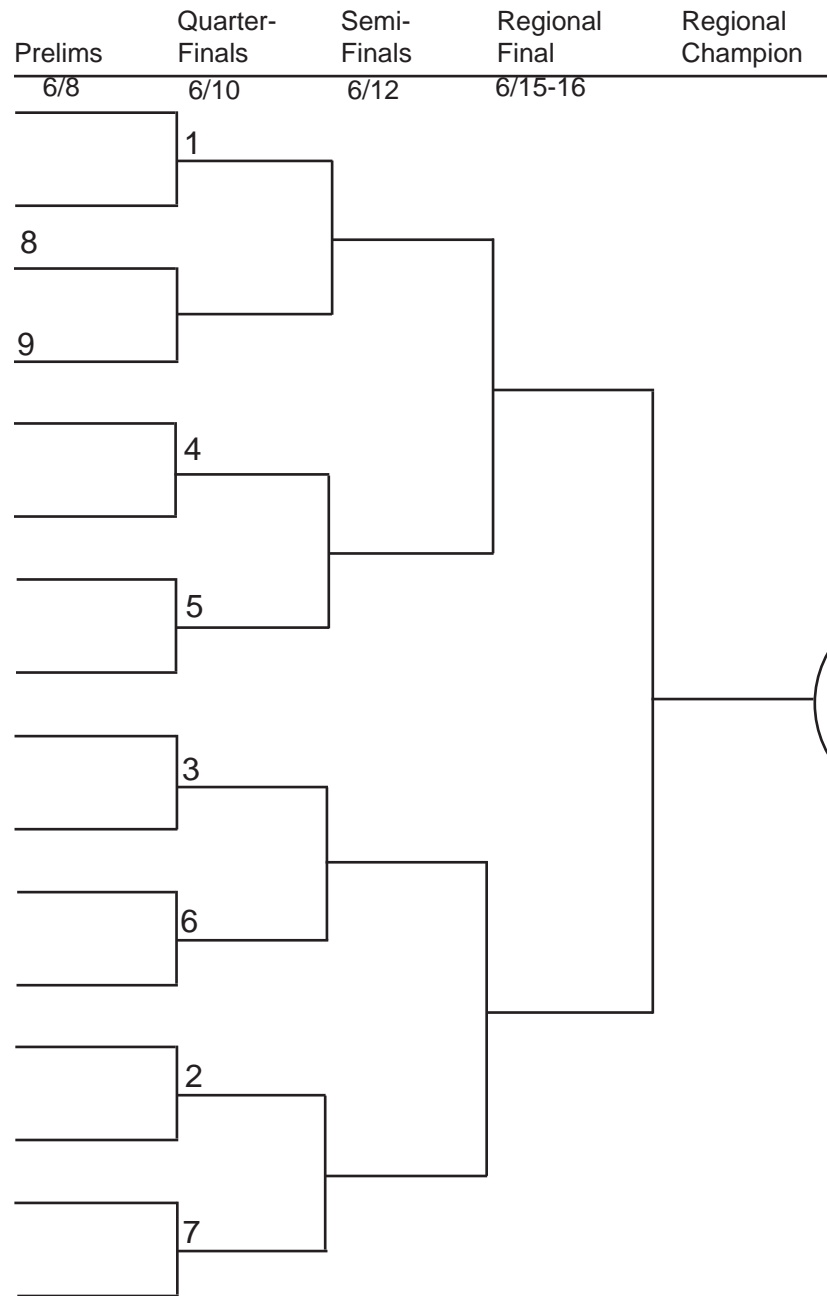 Prelims
6/8
Quarter-
Finals
6/10
Semi-
Finals
6/12
Regional
Final
6/15-16
Regional
Champion
1
8
9
4
5
3
6
2
7